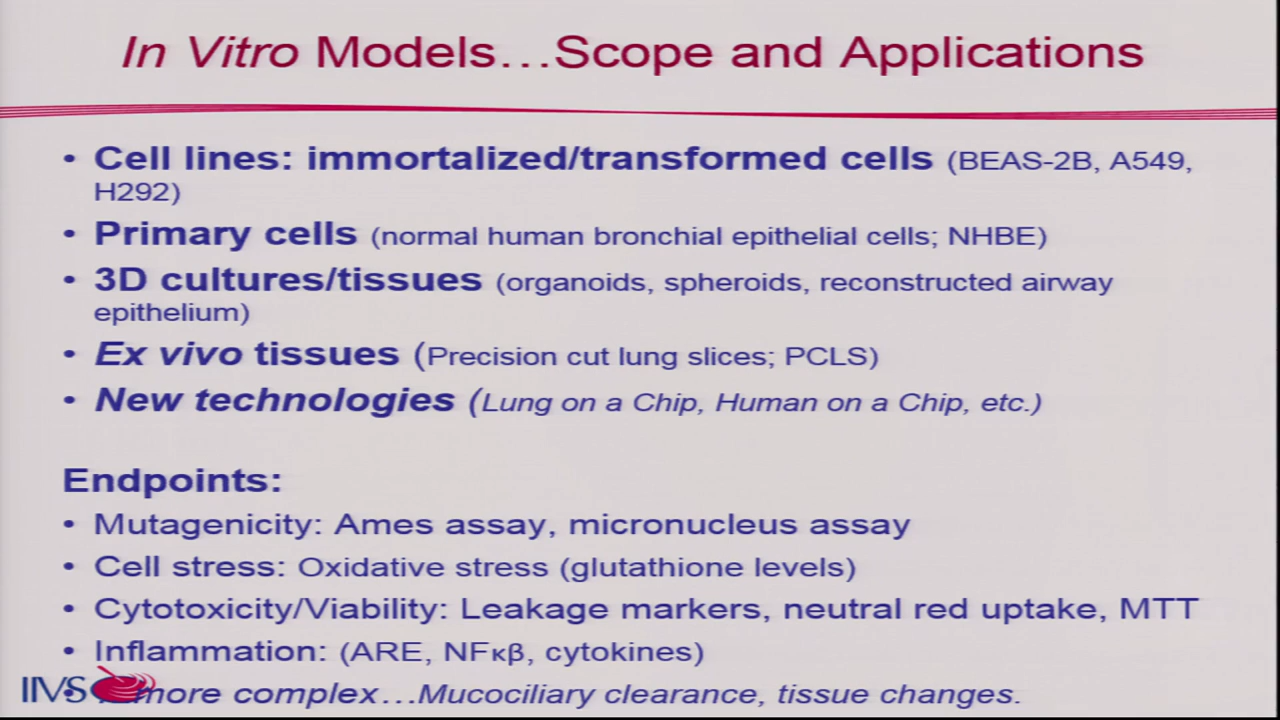 In Vitro Models...Scope and Applications
• Cell lines: immortalized/transformed cells (BEAS-2B, A549,
H292)
• Primary cells (normal human bronchial epithelial cells; NHBE)
• 3D cultures/tissues (organoids, spheroids, reconstructed airway
epithelium)
• Ex vivo tissues (Precision cut lung slices; PCLS)
• New technologies (Lung on a Chip, Human on a Chip, etc.)
Endpoints:
• Mutagenicity: Ames assay, micronucleus assay
• Cell stress: Oxidative stress (glutathione levels)
• Cytotoxicity/Viability: Leakage markers, neutral red uptake, MTT
• Inflammation: (ARE, NFκβ, cytokines)
• more complex...Mucociliary clearance, tissue changes.
IIVS